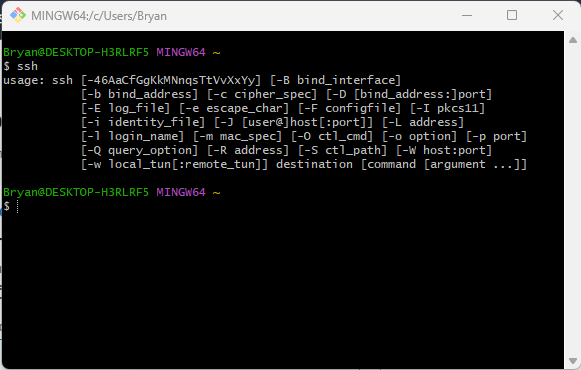 MINGW64:/c/Users/Bryan
Bryan@DESKTOP-H3RLRF5 MINGW64 ~
$ ssh
usage: ssh [-46AaCfGgKkMNnqsTtVvXxYy] [-B bind_interface]
           [-b bind_address] [-c cipher_spec] [-D [bind_address:]port]
           [-E log_file] [-e escape_char] [-F configfile] [-I pkcs11]
           [-i identity_file] [-J [user@]host[:port]] [-L address]
           [-l login_name] [-m mac_spec] [-O ctl_cmd] [-o option] [-p port]
           [-Q query_option] [-R address] [-S ctl_path] [-W host:port]
           [-w local_tun[:remote_tun]] destination [command [argument ...]]
Bryan@DESKTOP-H3RLRF5 MINGW64 ~
$